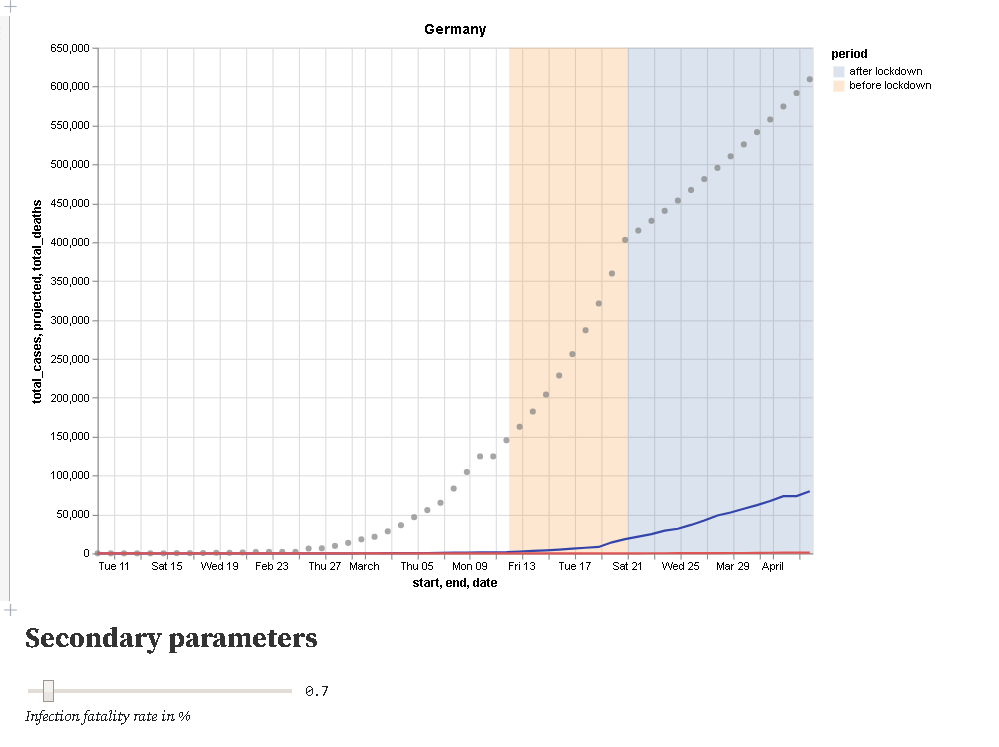 Germany
period
after lockdown
before lockdown
650,000
600,000
550,000
500,000
450,000
400,000
350,000
300,000
250,000
200,000
150,000
100,000
50,000
0
total_cases, projected, total_deaths
Tue 11 Sat 15 Wed 19 Feb 23 Thu 27 March Thu 05 Mon 09 Fri 13 Tue 17 Sat 21 Wed 25 Mar 29 April
start, end, date
Secondary parameters
0.7
Infection fatality rate in %